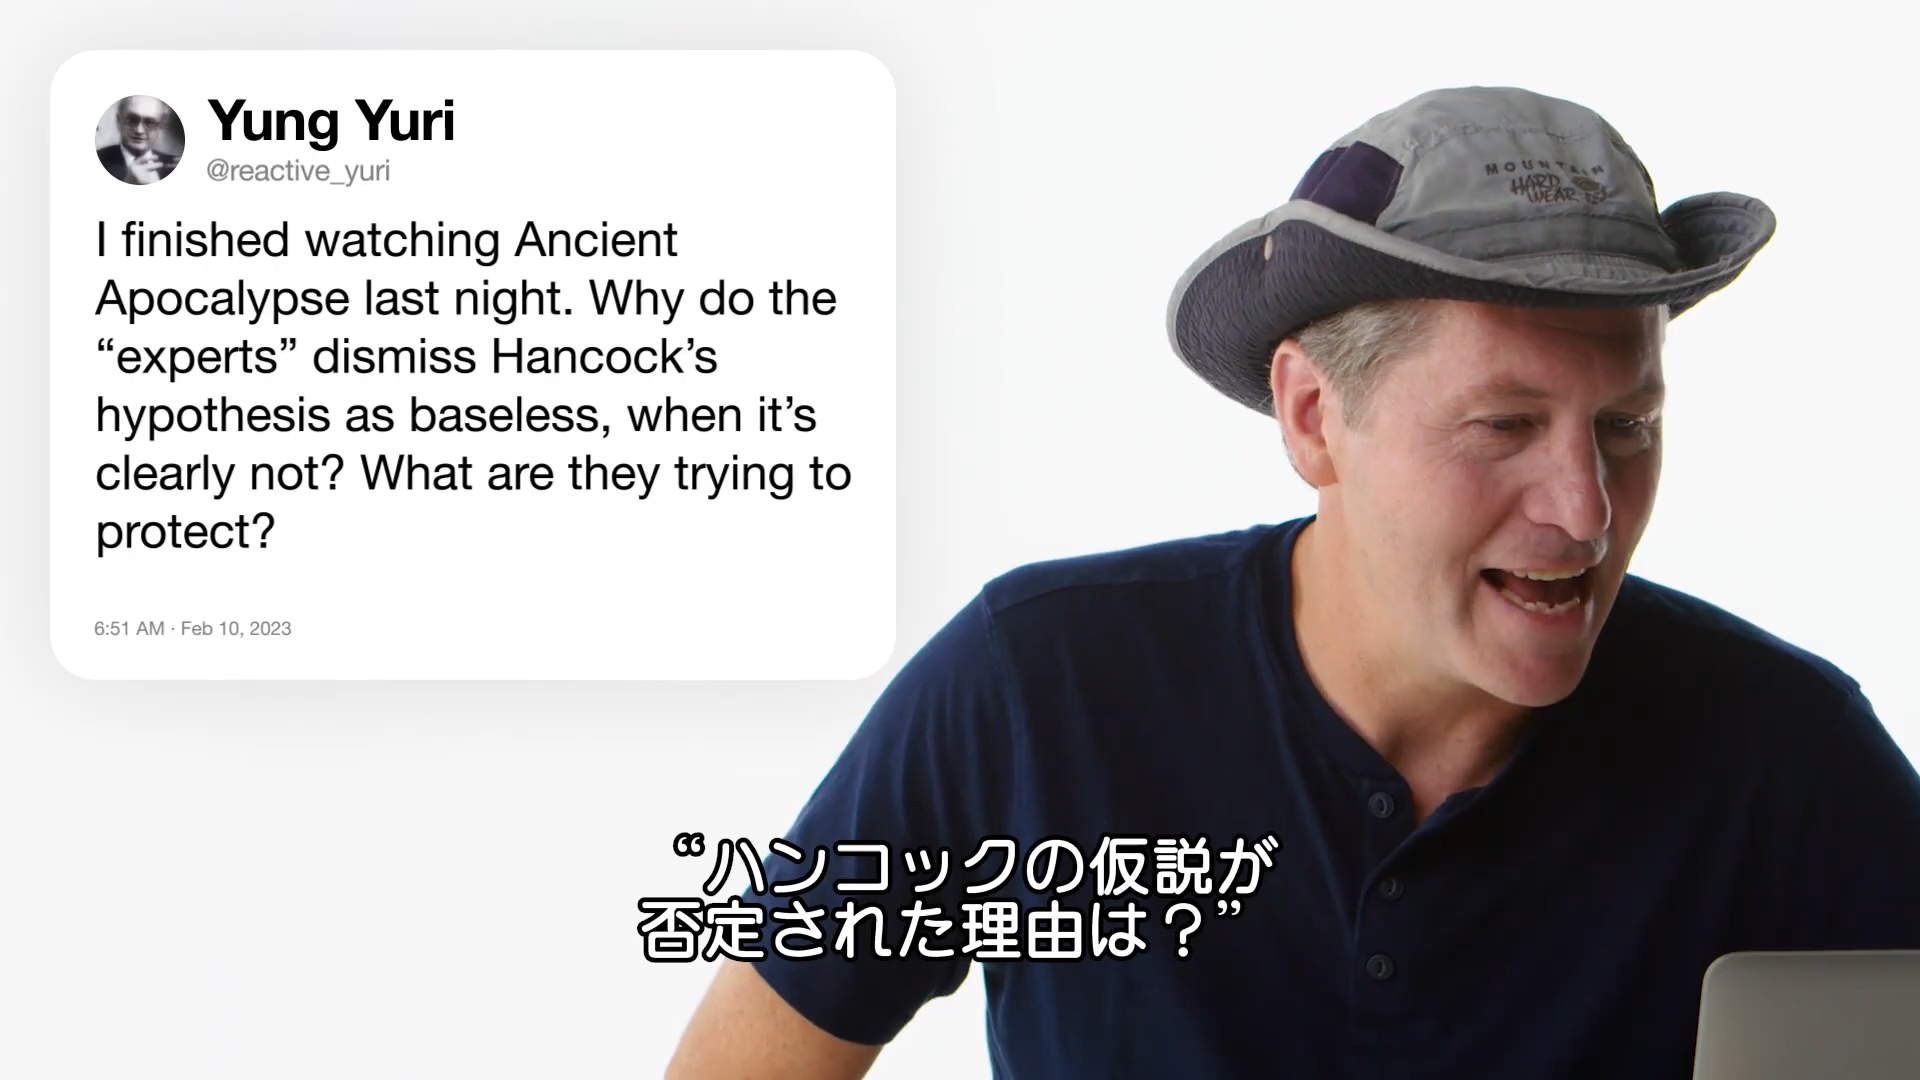 Yung Yuri
@reactive_yuri
I finished watching Ancient
Apocalypse last night. Why do the
“experts” dismiss Hancock’s
hypothesis as baseless, when it’s
clearly not? What are they trying to
protect?
6:51 AM · Feb 10, 2023
MOUNTAIN
HARD
WEAR
“ハンコックの仮説が
否定された理由は？”